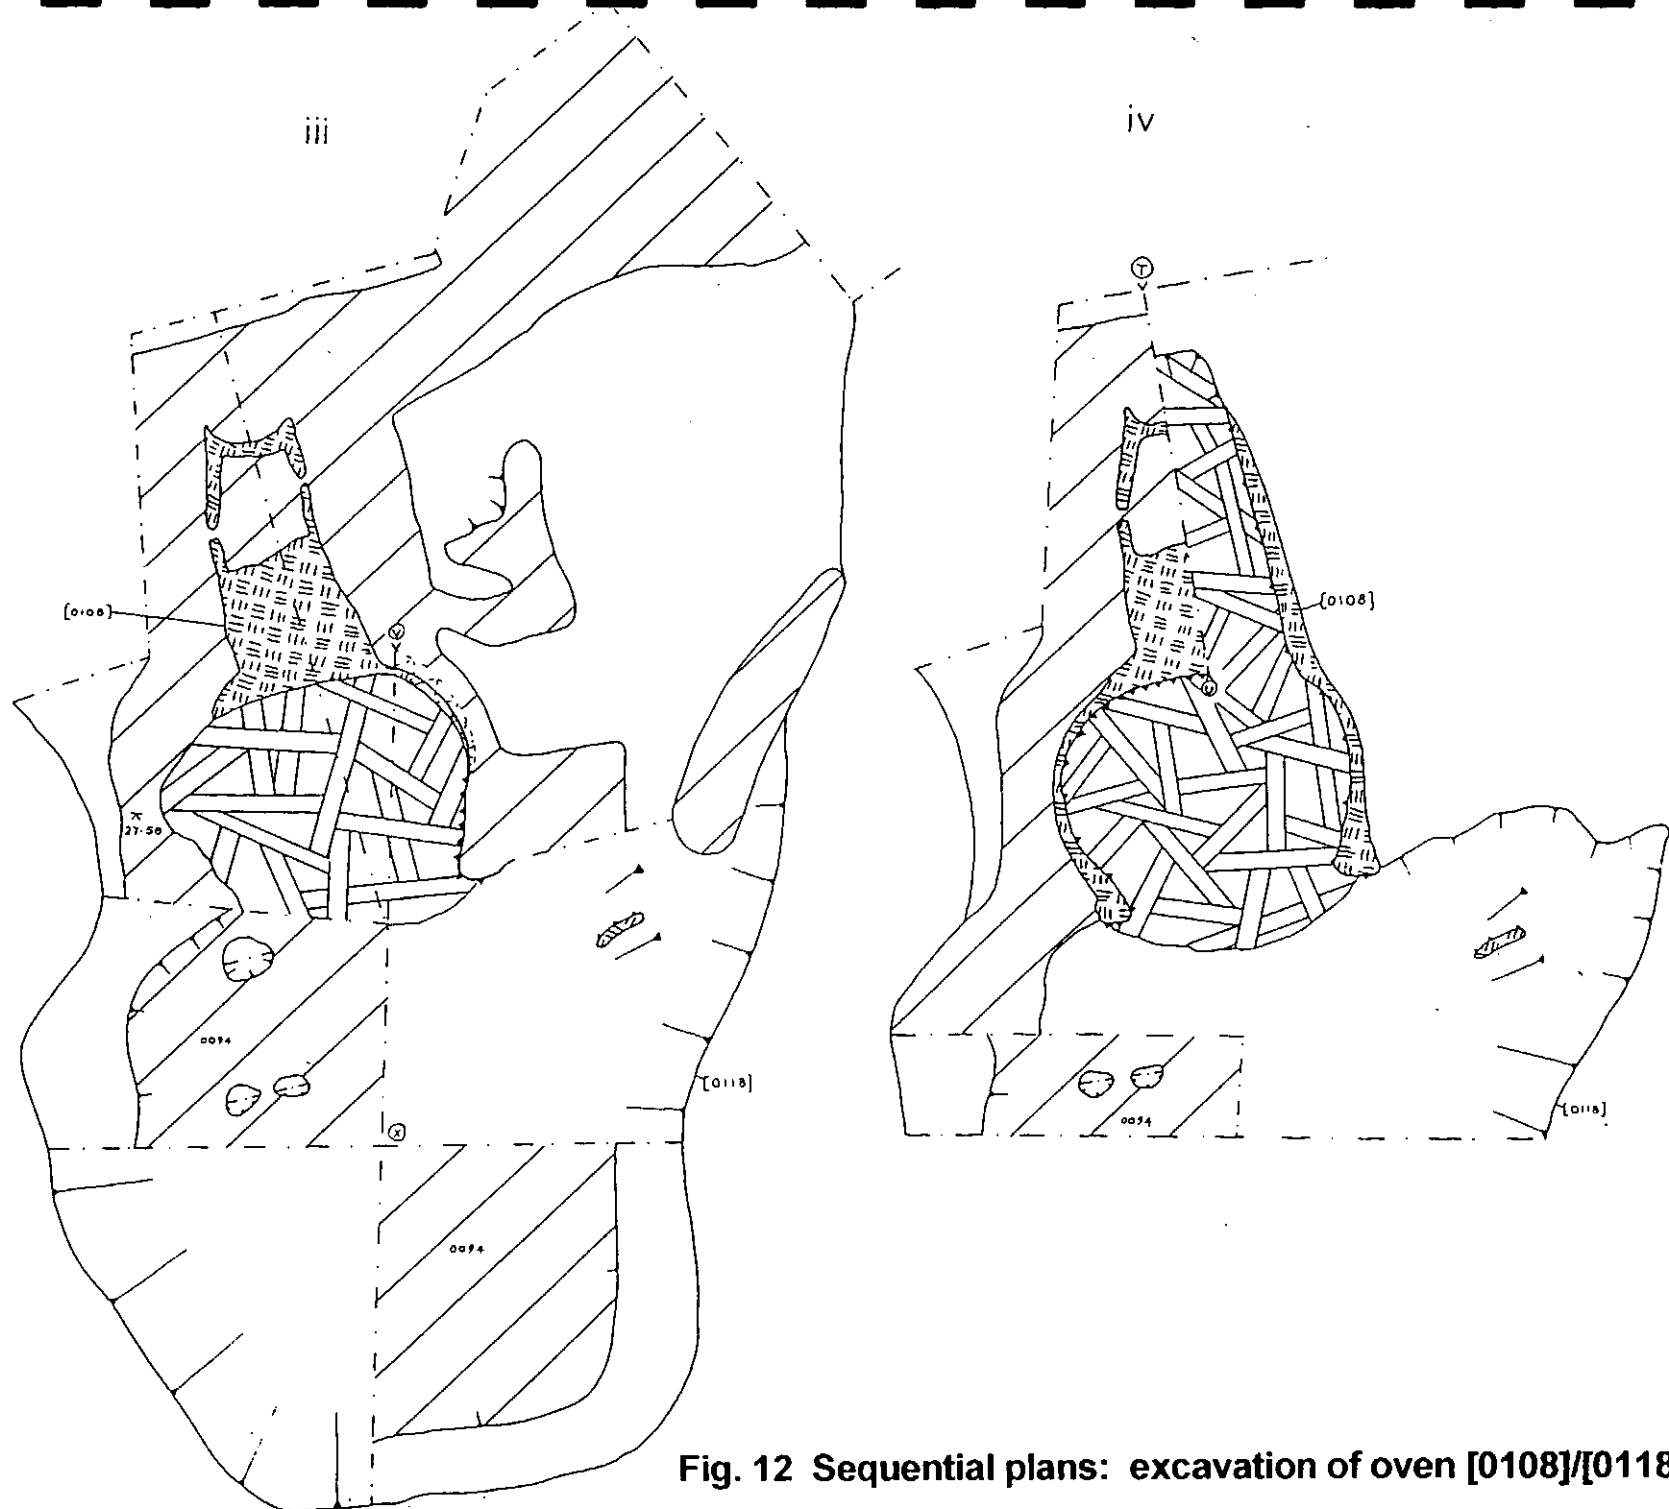 iii
iv
T
[0108]
[0108]
V
27.50
U
0094
[0118]
X
[0118]
0094
0094
Fig. 12 Sequential plans: excavation of oven [0108]/[0118